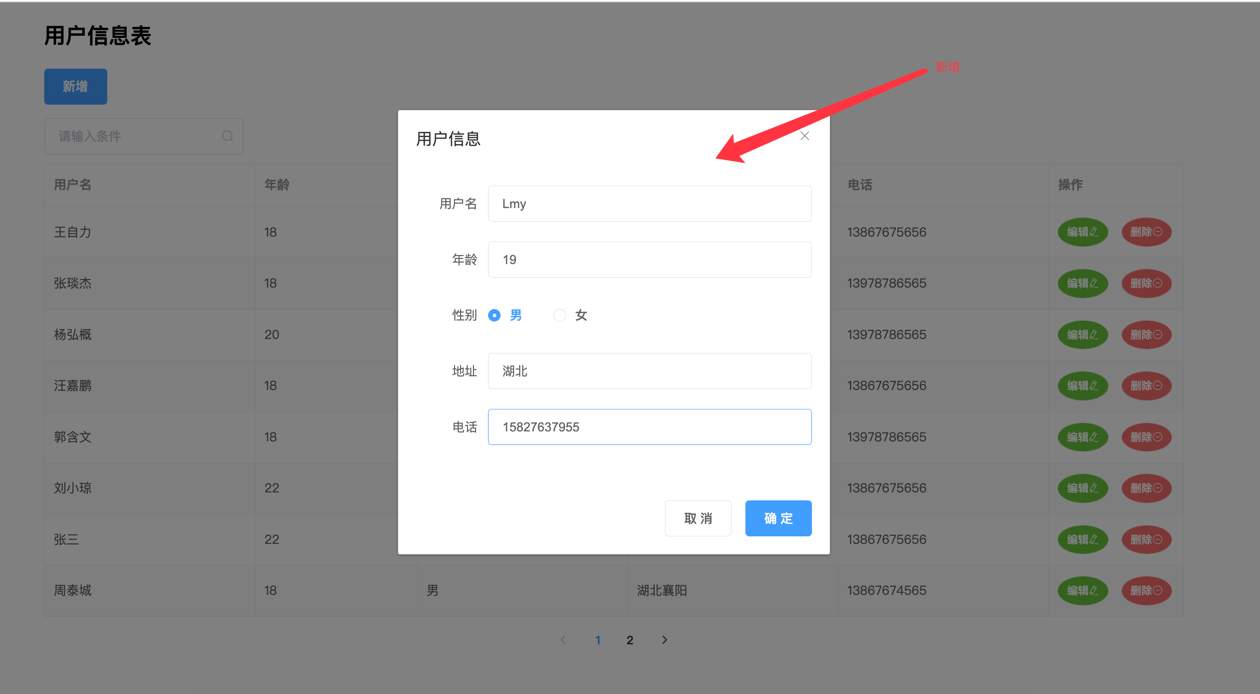 用户信息表
新增
新增
请输入条件
用户名 年龄 电话 操作
王自力 18 13867675656 编辑 删除
张琰杰 18 13978786565 编辑 删除
杨弘概 20 13978786565 编辑 删除
汪嘉鹏 18 13867675656 编辑 删除
郭含文 18 13978786565 编辑 删除
刘小琼 22 13867675656 编辑 删除
张三 22 13867675656 编辑 删除
周泰城 18 男 湖北襄阳 13867674565 编辑 删除
1 2
用户信息
用户名 Lmy
年龄 19
性别 男 女
地址 湖北
电话 15827637955
取 消 确 定